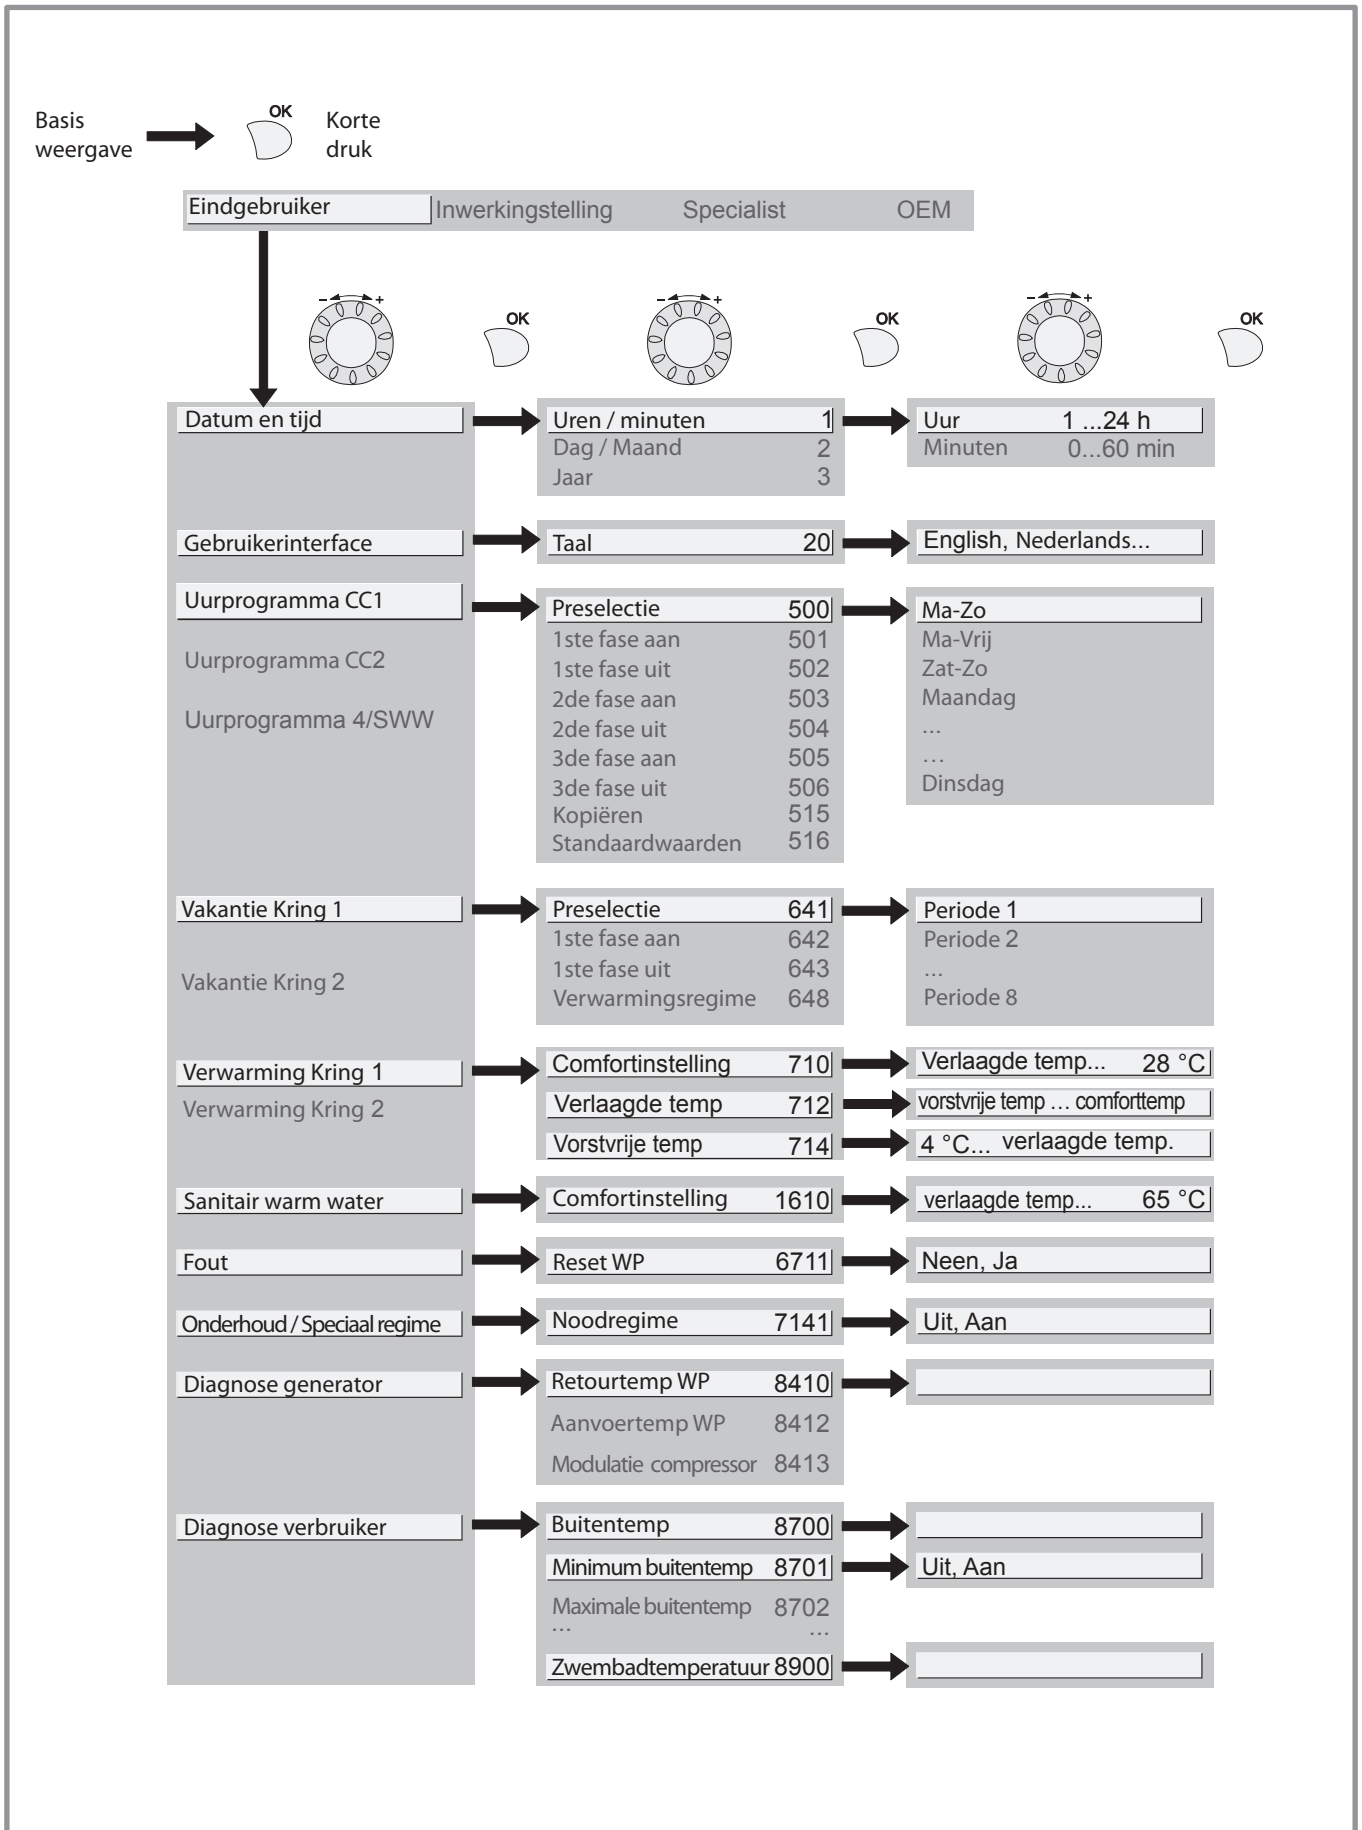 Basis weergave
OK
Korte druk
Eindgebruiker Inwerkingstelling Specialist OEM
- + OK - + OK - + OK
Datum en tijd
Uren / minuten 1
Uur 1 ...24 h
Dag / Maand 2
Minuten 0...60 min
Jaar 3
Gebruikerinterface
Taal 20
English, Nederlands...
Uurprogramma CC1
Uurprogramma CC2
Uurprogramma 4/SWW
Preselectie 500
1ste fase aan 501
1ste fase uit 502
2de fase aan 503
2de fase uit 504
3de fase aan 505
3de fase uit 506
Kopiëren 515
Standaardwaarden 516
Ma-Zo
Ma-Vrij
Zat-Zo
Maandag
...
...
Dinsdag
Vakantie Kring 1
Vakantie Kring 2
Preselectie 641
1ste fase aan 642
1ste fase uit 643
Verwarmingsregime 648
Periode 1
Periode 2
...
Periode 8
Verwarming Kring 1
Verwarming Kring 2
Comfortinstelling 710
Verlaagde temp... 28 °C
Verlaagde temp 712
vorstvrije temp ... comforttemp
Vorstvrije temp 714
4 °C... verlaagde temp.
Sanitair warm water
Comfortinstelling 1610
verlaagde temp... 65 °C
Fout
Reset WP 6711
Neen, Ja
Onderhoud / Speciaal regime
Noodregime 7141
Uit, Aan
Diagnose generator
Retourtemp WP 8410
Aanvoertemp WP 8412
Modulatie compressor 8413
Diagnose verbruiker
Buitentemp 8700
Minimum buitentemp 8701
Uit, Aan
Maximale buitentemp 8702
... ...
Zwembadtemperatuur 8900